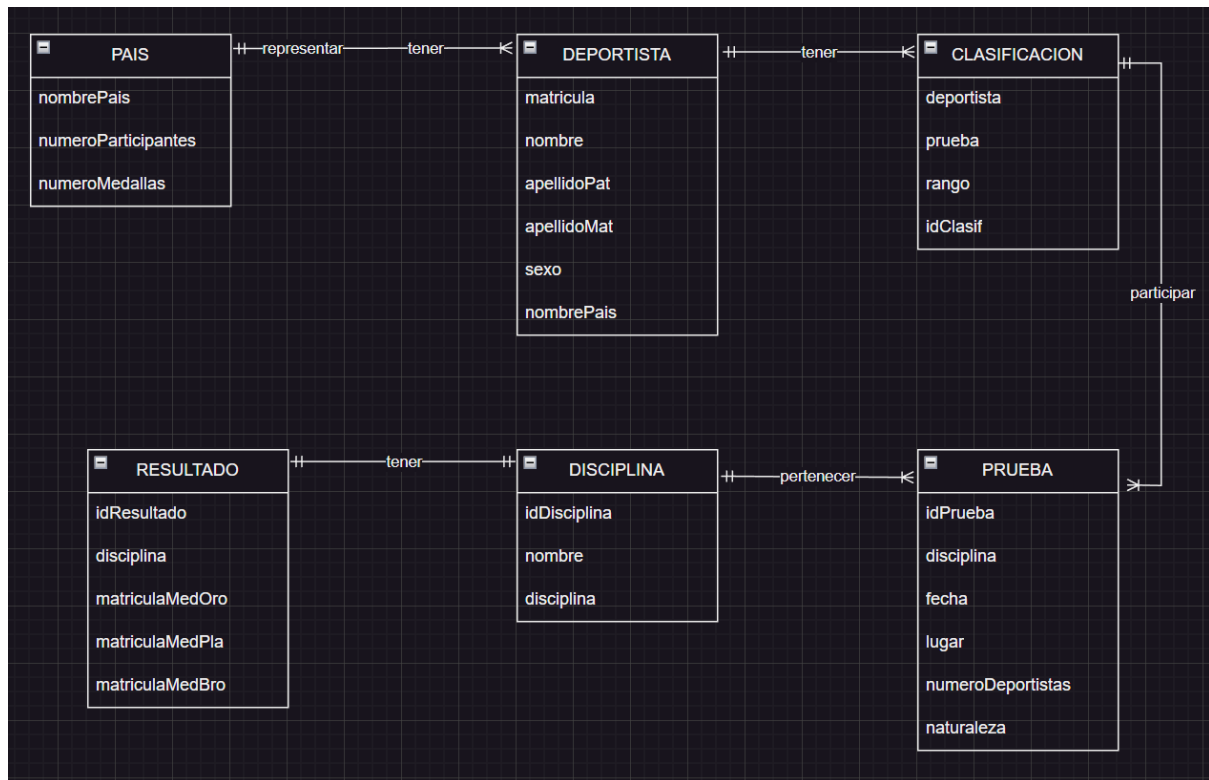 PAIS
nombrePais
numeroParticipantes
numeroMedallas
representar
tener
DEPORTISTA
matricula
nombre
apellidoPat
apellidoMat
sexo
nombrePais
tener
CLASIFICACION
deportista
prueba
rango
idClasif
participar
RESULTADO
idResultado
disciplina
matriculaMedOro
matriculaMedPla
matriculaMedBro
tener
DISCIPLINA
idDisciplina
nombre
disciplina
pertenecer
PRUEBA
idPrueba
disciplina
fecha
lugar
numeroDeportistas
naturaleza